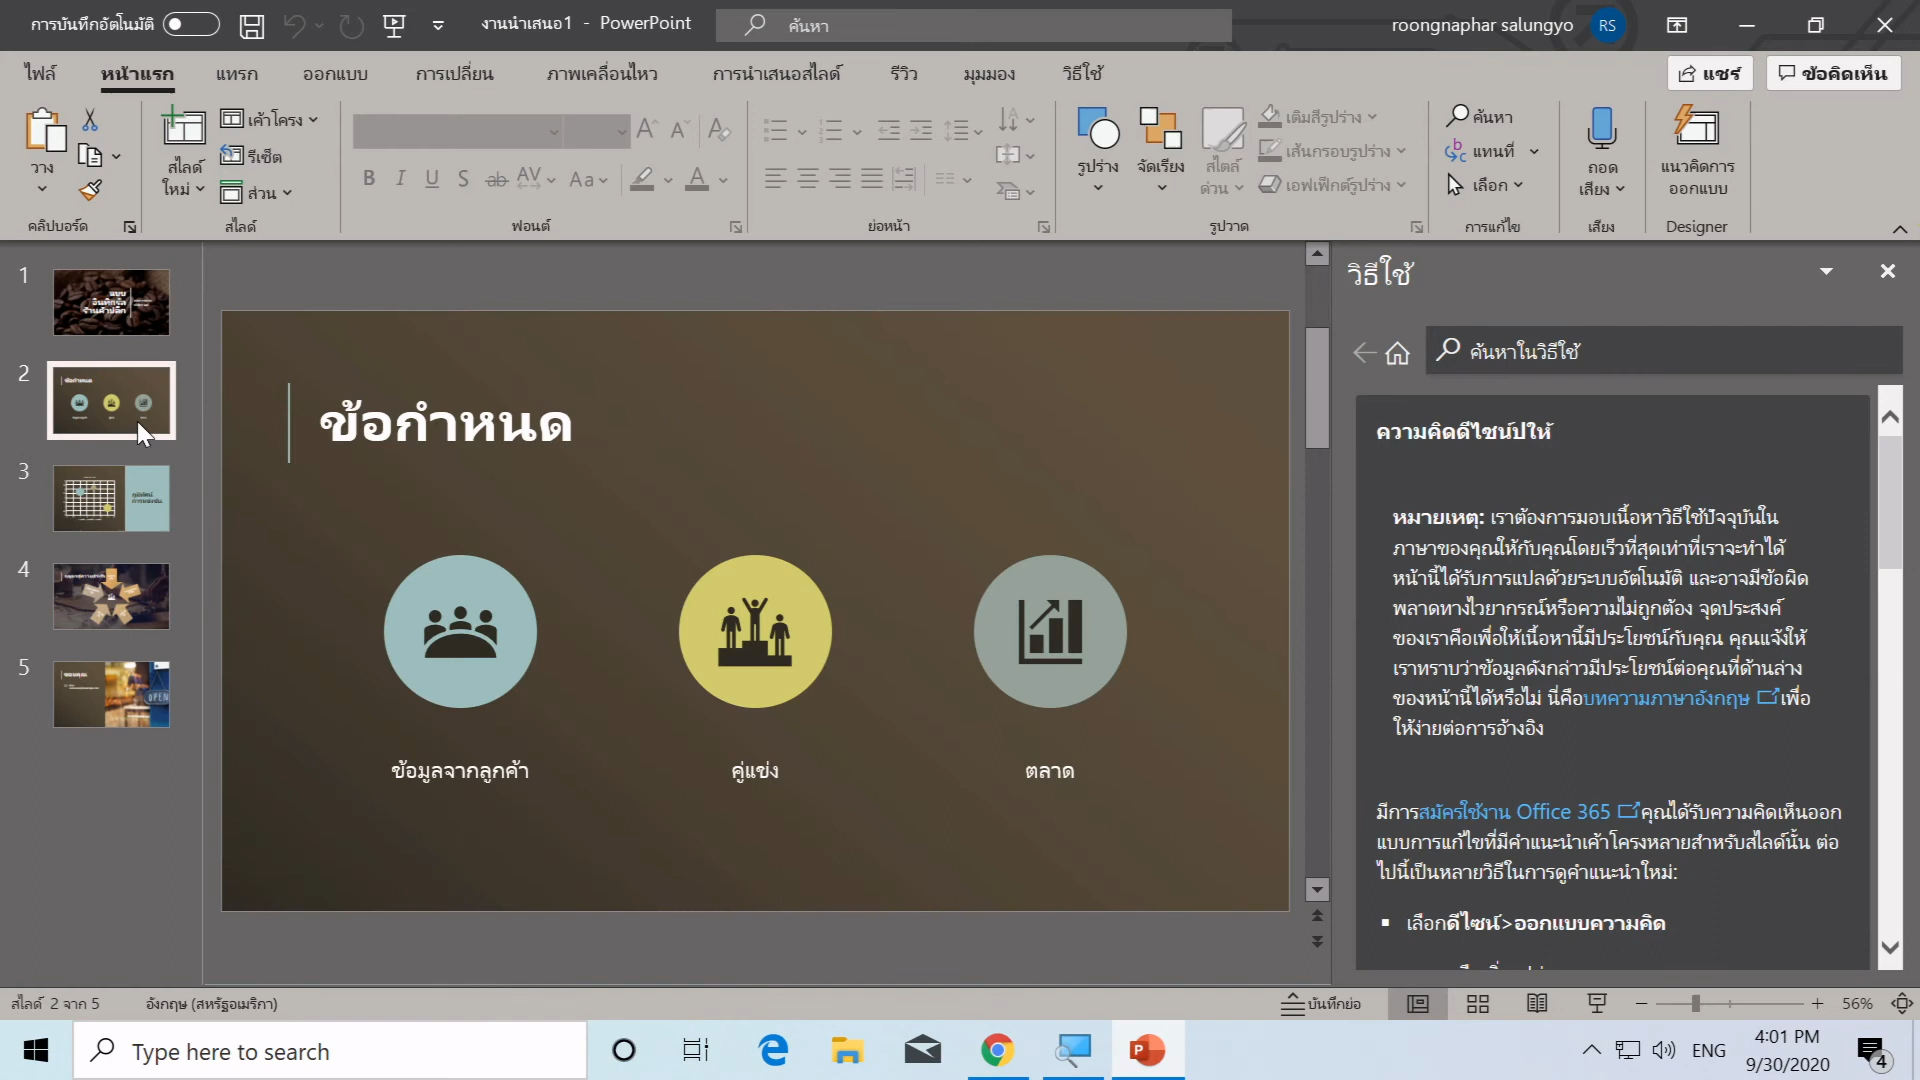 การบันทึกอัตโนมัติ
งานนำเสนอ1 - PowerPoint
ค้นหา
roongnaphar salungyo RS
ไฟล์ หน้าแรก แทรก ออกแบบ การเปลี่ยน ภาพเคลื่อนไหว การนำเสนอสไลด์ รีวิว มุมมอง วิธีใช้ แชร์ ข้อคิดเห็น
วาง
คลิปบอร์ด
สไลด์
ใหม่
เค้าโครง
รีเซ็ต
ส่วน
สไลด์
B I U S ab AV Aa A
ฟอนต์
ย่อหน้า
รูปร่าง
จัดเรียง
สไตล์
ด่วน
เติมสีรูปร่าง
เส้นกรอบรูปร่าง
เอฟเฟ็กต์รูปร่าง
รูปวาด
ค้นหา
แทนที่
เลือก
การแก้ไข
ถอด
เสียง
เสียง
แนวคิดการ
ออกแบบ
Designer
1
แบบ
2
ข้อกำหนด
3
4
5
ขอบคุณ
OPEN
ข้อกำหนด
ข้อมูลจากลูกค้า
คู่แข่ง
ตลาด
วิธีใช้
ค้นหาในวิธีใช้
ความคิดดีไซน์ปให้
หมายเหตุ: เราต้องการมอบเนื้อหาวิธีใช้ปัจจุบันใน
ภาษาของคุณให้กับคุณโดยเร็วที่สุดเท่าที่เราจะทำได้
หน้านี้ได้รับการแปลด้วยระบบอัตโนมัติ และอาจมีข้อผิด
พลาดทางไวยากรณ์หรือความไม่ถูกต้อง จุดประสงค์
ของเราคือเพื่อให้เนื้อหานี้มีประโยชน์กับคุณ คุณแจ้งให้
เราทราบว่าข้อมูลดังกล่าวมีประโยชน์ต่อคุณที่ด้านล่าง
ของหน้านี้ได้หรือไม่ นี่คือบทความภาษาอังกฤษ เพื่อ
ให้ง่ายต่อการอ้างอิง
มีการสมัครใช้งาน Office 365 คุณได้รับความคิดเห็นออก
แบบการแก้ไขที่มีคำแนะนำเค้าโครงหลายสำหรับสไลด์นั้น ต่อ
ไปนี้เป็นหลายวิธีในการดูคำแนะนำใหม่:
เลือกดีไซน์>ออกแบบความคิด
สไลด์ 2 จาก 5 อังกฤษ (สหรัฐอเมริกา)
บันทึกย่อ
56%
Type here to search
ENG
4:01 PM
9/30/2020
4